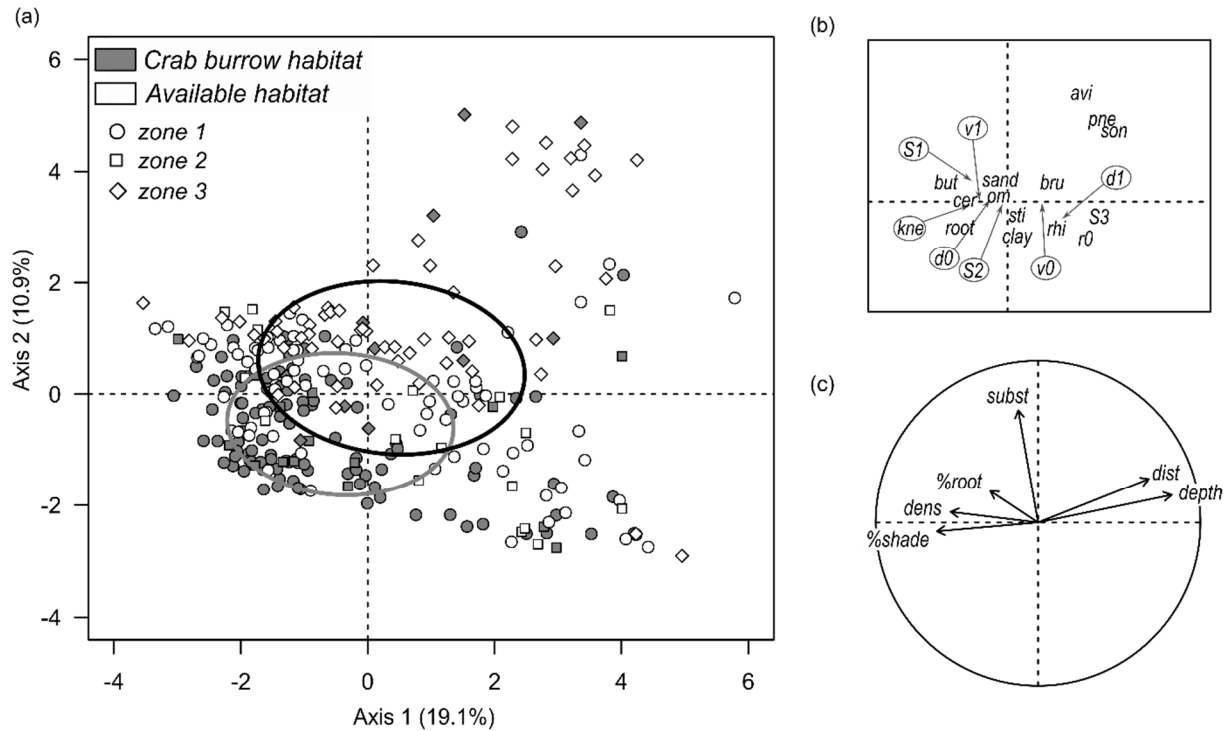 (a)
Crab burrow habitat
Available habitat
zone 1
zone 2
zone 3
6
4
2
0
-2
-4
Axis 2 (10.9%)
-4 -2 0 2 4 6
Axis 1 (19.1%)
(b)
avi
pne
son
v1
S1
d1
but sand bru
cer om
sti S3
kne root rhi
clay r0
d0
S2 v0
(c)
subst
%root dist
dens depth
%shade